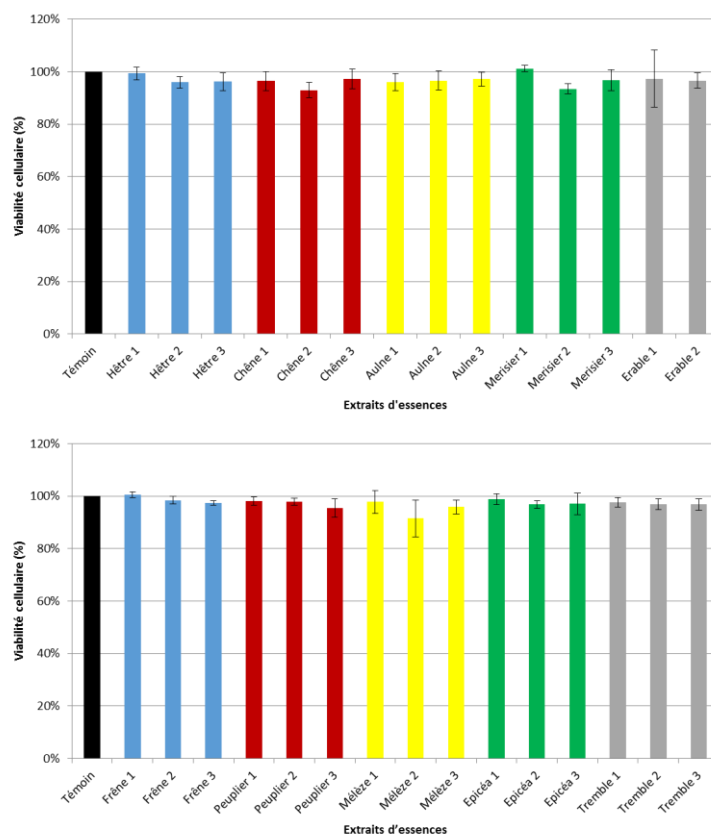 120%
100%
80%
60%
40%
20%
0%
Viabilité cellulaire (%)
Témoin
Hêtre 1
Hêtre 2
Hêtre 3
Chêne 1
Chêne 2
Chêne 3
Aulne 1
Aulne 2
Aulne 3
Merisier 1
Merisier 2
Merisier 3
Erable 1
Erable 2
Extraits d'essences
120%
100%
80%
60%
40%
20%
0%
Viabilité cellulaire (%)
Témoin
Frêne 1
Frêne 2
Frêne 3
Peuplier 1
Peuplier 2
Peuplier 3
Mélèze 1
Mélèze 2
Mélèze 3
Epicéa 1
Epicéa 2
Epicéa 3
Tremble 1
Tremble 2
Tremble 3
Extraits d’essences